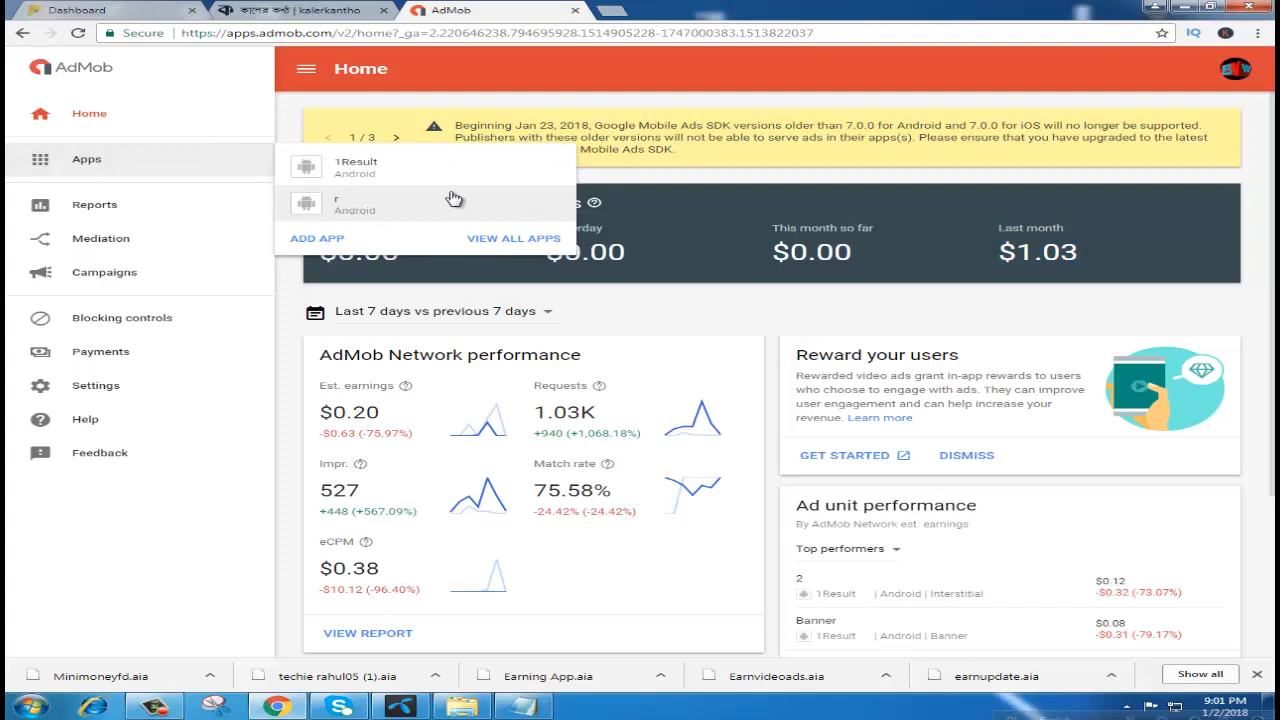 Dashboard
কালের কণ্ঠ | kalerkantho
AdMob
Secure
https://apps.admob.com/v2/home?_ga=2.220646238.794695928.1514905228-1747000383.1513822037
IQ
K
AdMob
Home
Home
1 / 3
Beginning Jan 23, 2018, Google Mobile Ads SDK versions older than 7.0.0 for Android and 7.0.0 for iOS will no longer be supported.
Publishers with these older versions will not be able to serve ads in their apps(s). Please ensure that you have upgraded to the latest
Mobile Ads SDK.
Apps
1Result
Android
r
Android
ADD APP
VIEW ALL APPS
This month so far
$0.00
Last month
$1.03
Reports
Mediation
Campaigns
Blocking controls
Payments
Settings
Help
Feedback
Last 7 days vs previous 7 days
AdMob Network performance
Est. earnings
$0.20
-$0.63 (-75.97%)
Requests
1.03K
+940 (+1,068.18%)
Impr.
527
+448 (+567.09%)
Match rate
75.58%
-24.42% (-24.42%)
eCPM
$0.38
-$10.12 (-96.40%)
VIEW REPORT
Reward your users
Rewarded video ads grant in-app rewards to users
who choose to engage with ads. They can improve
user engagement and can help increase your
revenue. Learn more
GET STARTED
DISMISS
Ad unit performance
By AdMob Network est. earnings
Top performers
2
1Result | Android | Interstitial
$0.12
-$0.32 (-73.07%)
Banner
1Result | Android | Banner
$0.08
-$0.31 (-79.17%)
Minimoneyfd.aia
techie rahul05 (1).aia
Earning App.aia
Earnvideoads.aia
earnupdate.aia
Show all
9:01 PM
1/2/2018